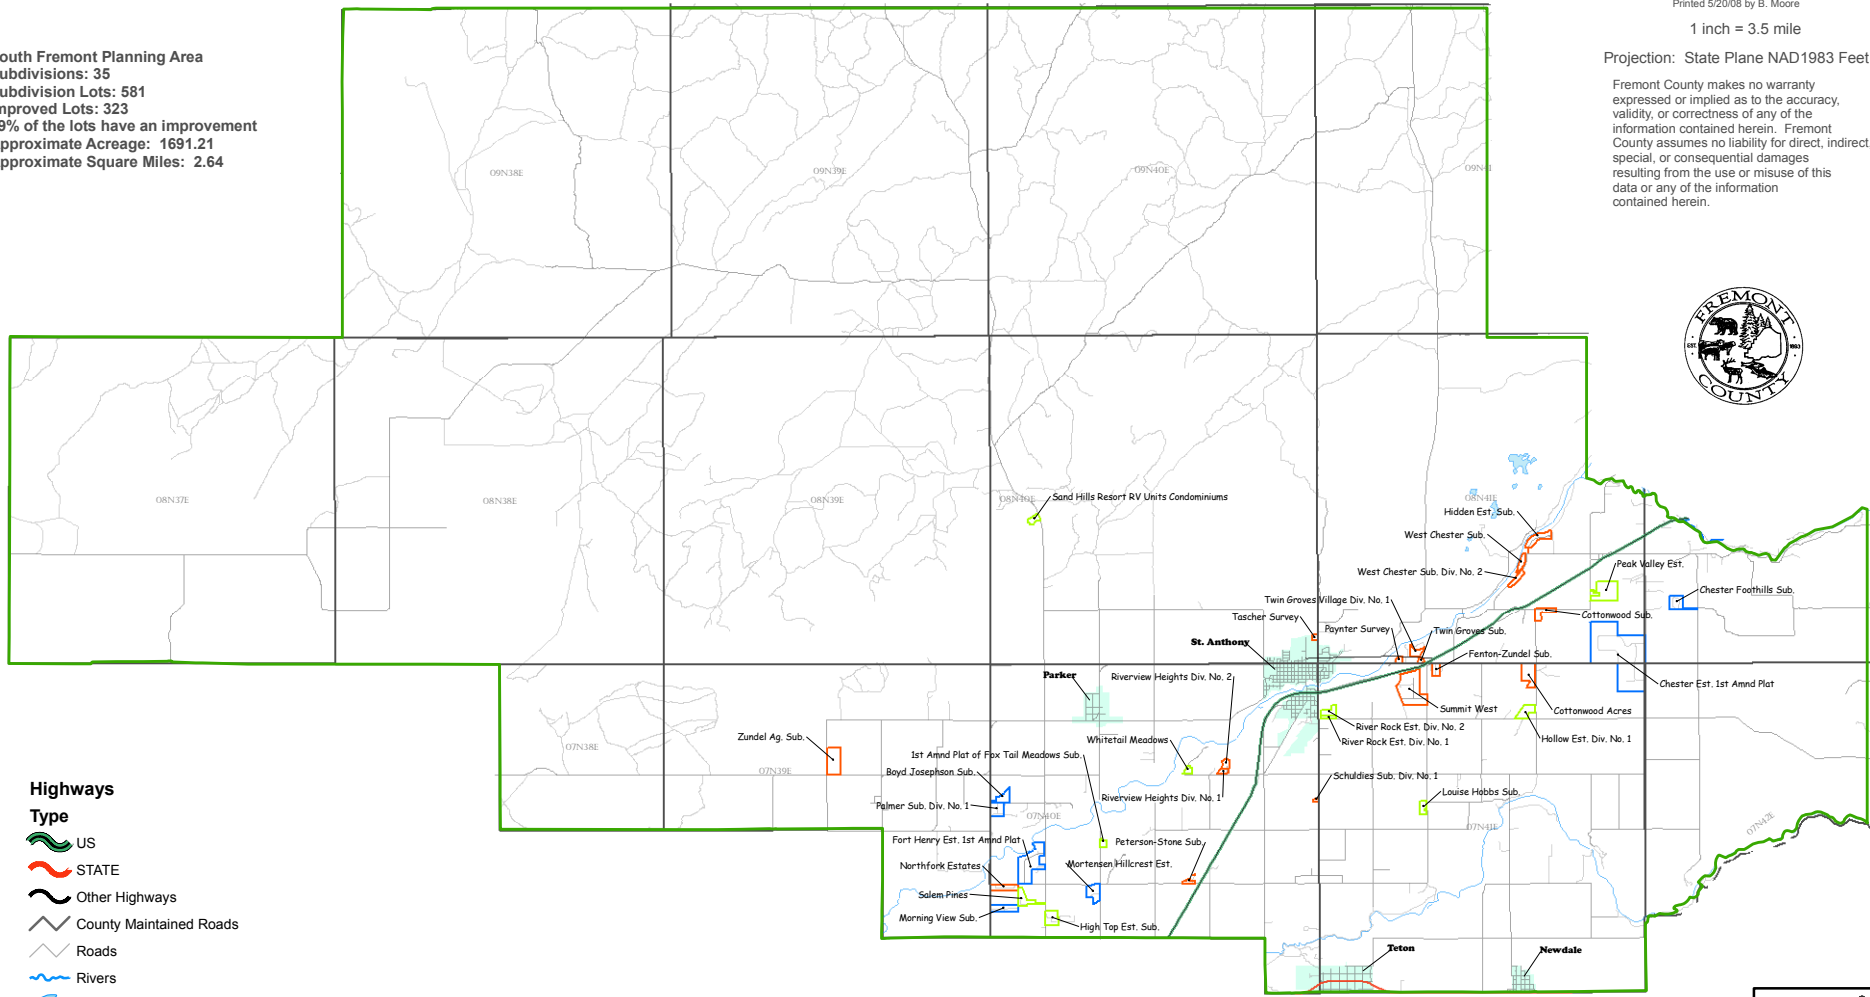 outh Fremont Planning Area
ubdivisions: 35
ubdivision Lots: 581
mproved Lots: 323
9% of the lots have an improvement
pproximate Acreage: 1691.21
pproximate Square Miles: 2.64
Printed 5/20/08 by B. Moore
1 inch = 3.5 mile
Projection: State Plane NAD1983 Feet
Fremont County makes no warranty
expressed or implied as to the accuracy,
validity, or correctness of any of the
information contained herein. Fremont
County assumes no liability for direct, indirect
special, or consequential damages
resulting from the use or misuse of this
data or any of the information
contained herein.
FREMONT
EST. 1893
COUNTY
09N38E
09N39E
09N40E
09N41
08N37E
08N38E
08N39E
08N40E
08N41E
Sand Hills Resort RV Units Condominiums
Hidden Est. Sub.
West Chester Sub.
West Chester Sub. Div. No. 2
Peak Valley Est.
Chester Foothills Sub.
Twin Groves Village Div. No. 1
Tascher Survey
Paynter Survey
Twin Groves Sub.
Cottonwood Sub.
St. Anthony
Fenton-Zundel Sub.
Parker
Riverview Heights Div. No. 2
Chester Est. 1st Amnd Plat
Summit West
Cottonwood Acres
River Rock Est. Div. No. 2
River Rock Est. Div. No. 1
Hollow Est. Div. No. 1
Zundel Ag. Sub.
07N38E
07N39E
Whitetail Meadows
1st Amnd Plat of Fox Tail Meadows Sub.
Boyd Josephson Sub.
Schuldies Sub. Div. No. 1
Louise Hobbs Sub.
Riverview Heights Div. No. 1
Palmer Sub. Div. No. 1
07N40E
07N41E
07N42E
Fort Henry Est. 1st Amnd Plat
Peterson-Stone Sub.
Northfork Estates
Mortensen Hillcrest Est.
Salem Pines
Morning View Sub.
High Top Est. Sub.
Teton
Newdale
Highways
Type
US
STATE
Other Highways
County Maintained Roads
Roads
Rivers